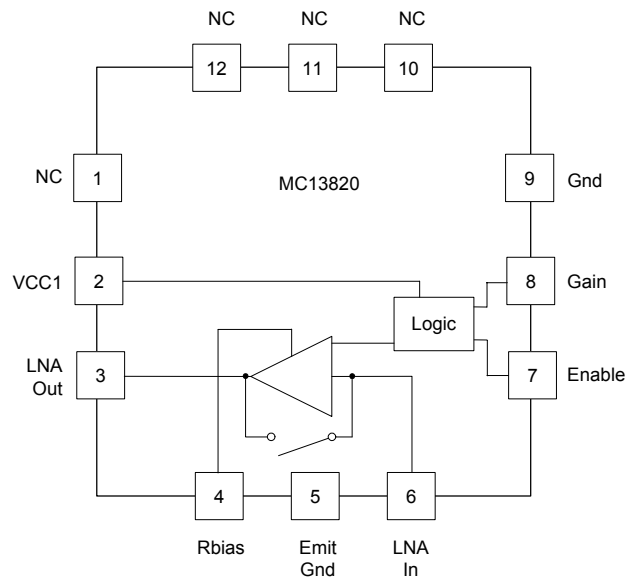 NC NC NC
12 11 10
NC 1 MC13820 9 Gnd
VCC1 2 8 Gain
Logic
LNA
Out 3 7 Enable
4 5 6
Rbias Emit LNA
Gnd In